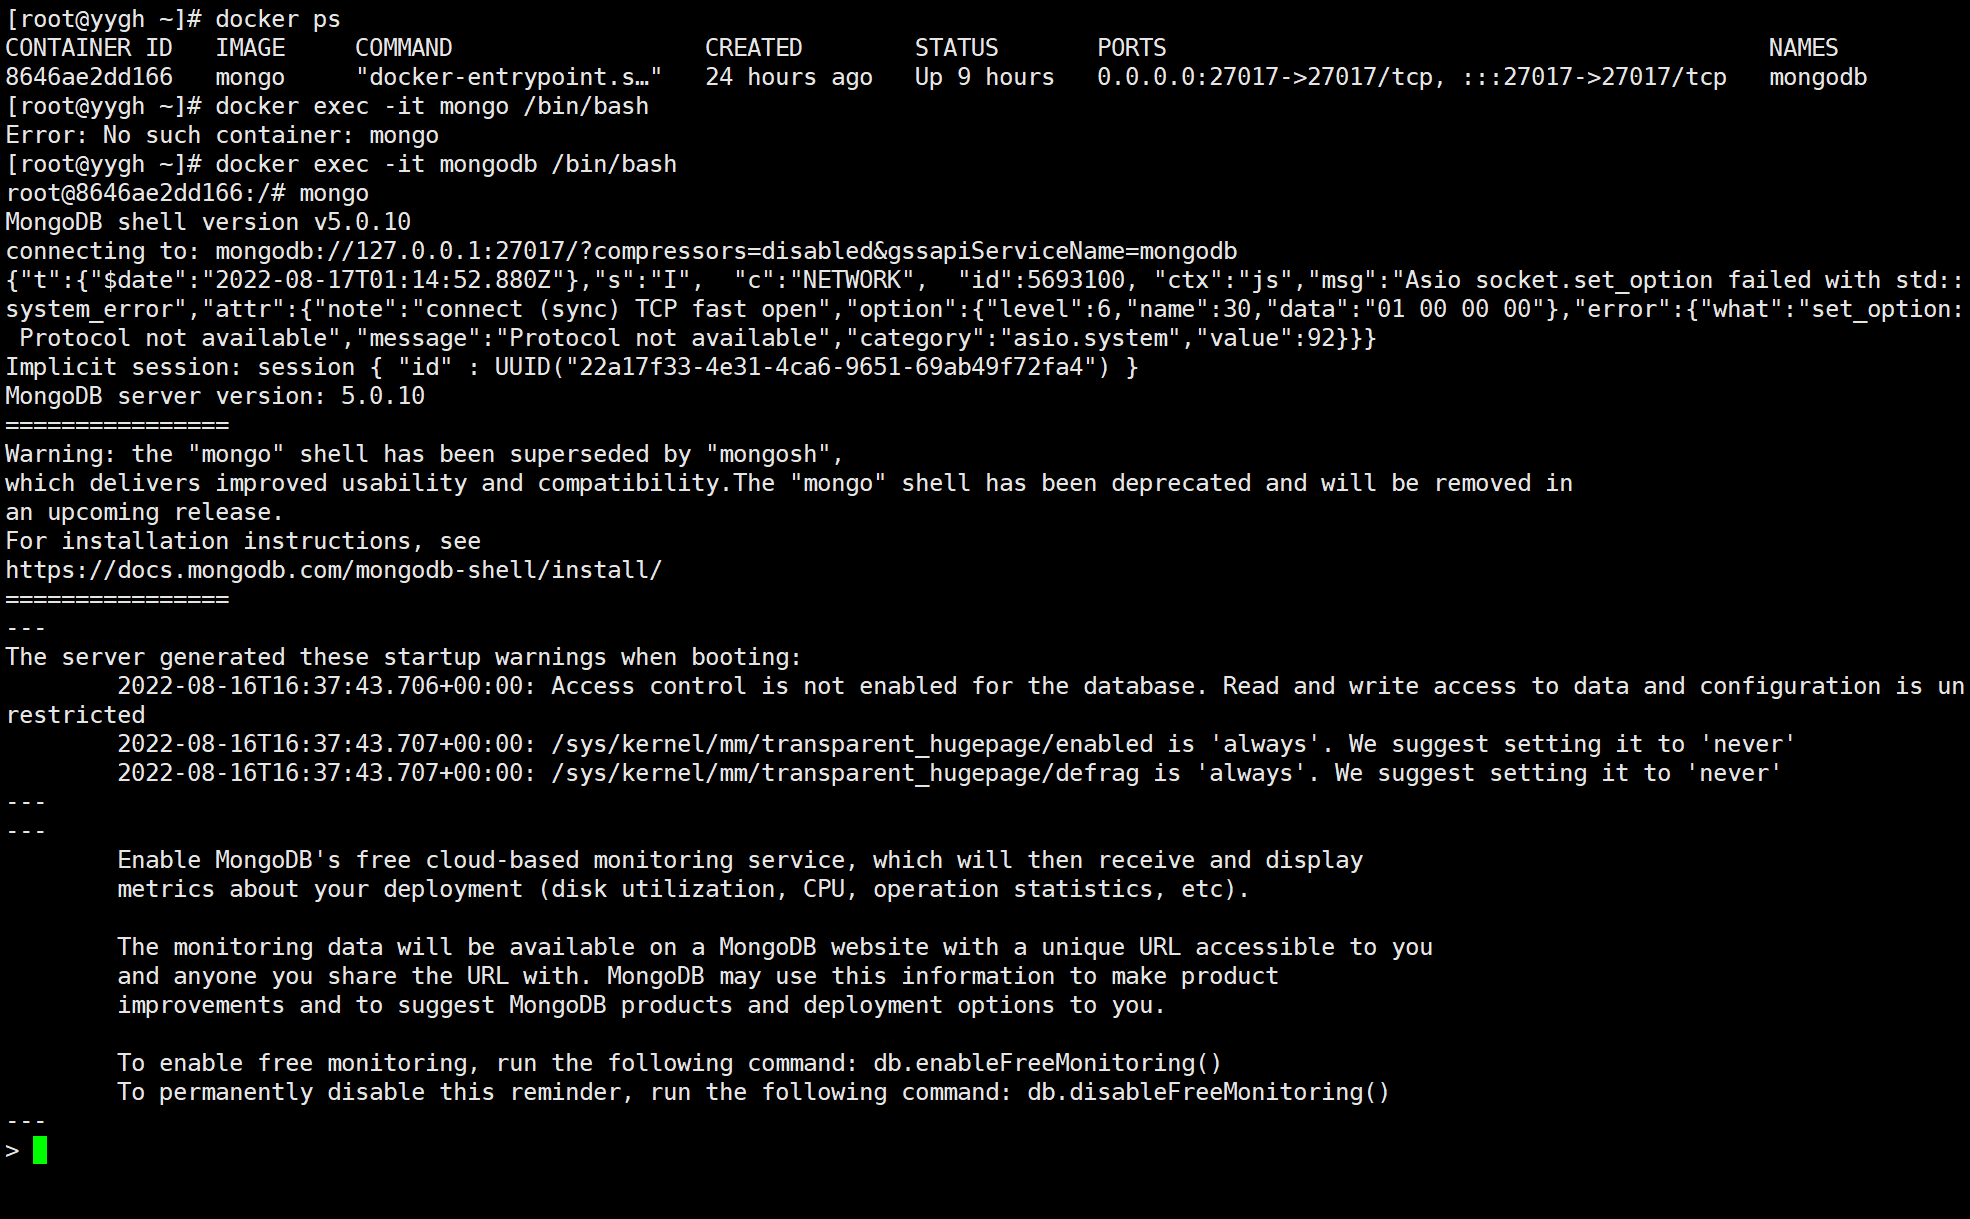 [root@yygh ~]# docker ps
CONTAINER ID   IMAGE     COMMAND                  CREATED        STATUS       PORTS                                           NAMES
8646ae2dd166   mongo     "docker-entrypoint.s…"   24 hours ago   Up 9 hours   0.0.0.0:27017->27017/tcp, :::27017->27017/tcp   mongodb
[root@yygh ~]# docker exec -it mongo /bin/bash
Error: No such container: mongo
[root@yygh ~]# docker exec -it mongodb /bin/bash
root@8646ae2dd166:/# mongo
MongoDB shell version v5.0.10
connecting to: mongodb://127.0.0.1:27017/?compressors=disabled&gssapiServiceName=mongodb
{"t":{"$date":"2022-08-17T01:14:52.880Z"},"s":"I",  "c":"NETWORK",  "id":5693100, "ctx":"js","msg":"Asio socket.set_option failed with std::
system_error","attr":{"note":"connect (sync) TCP fast open","option":{"level":6,"name":30,"data":"01 00 00 00"},"error":{"what":"set_option:
 Protocol not available","message":"Protocol not available","category":"asio.system","value":92}}}
Implicit session: session { "id" : UUID("22a17f33-4e31-4ca6-9651-69ab49f72fa4") }
MongoDB server version: 5.0.10
================
Warning: the "mongo" shell has been superseded by "mongosh",
which delivers improved usability and compatibility.The "mongo" shell has been deprecated and will be removed in
an upcoming release.
For installation instructions, see
https://docs.mongodb.com/mongodb-shell/install/
================
---
The server generated these startup warnings when booting:
        2022-08-16T16:37:43.706+00:00: Access control is not enabled for the database. Read and write access to data and configuration is un
restricted
        2022-08-16T16:37:43.707+00:00: /sys/kernel/mm/transparent_hugepage/enabled is 'always'. We suggest setting it to 'never'
        2022-08-16T16:37:43.707+00:00: /sys/kernel/mm/transparent_hugepage/defrag is 'always'. We suggest setting it to 'never'
---
---
        Enable MongoDB's free cloud-based monitoring service, which will then receive and display
        metrics about your deployment (disk utilization, CPU, operation statistics, etc).

        The monitoring data will be available on a MongoDB website with a unique URL accessible to you
        and anyone you share the URL with. MongoDB may use this information to make product
        improvements and to suggest MongoDB products and deployment options to you.

        To enable free monitoring, run the following command: db.enableFreeMonitoring()
        To permanently disable this reminder, run the following command: db.disableFreeMonitoring()
---
>